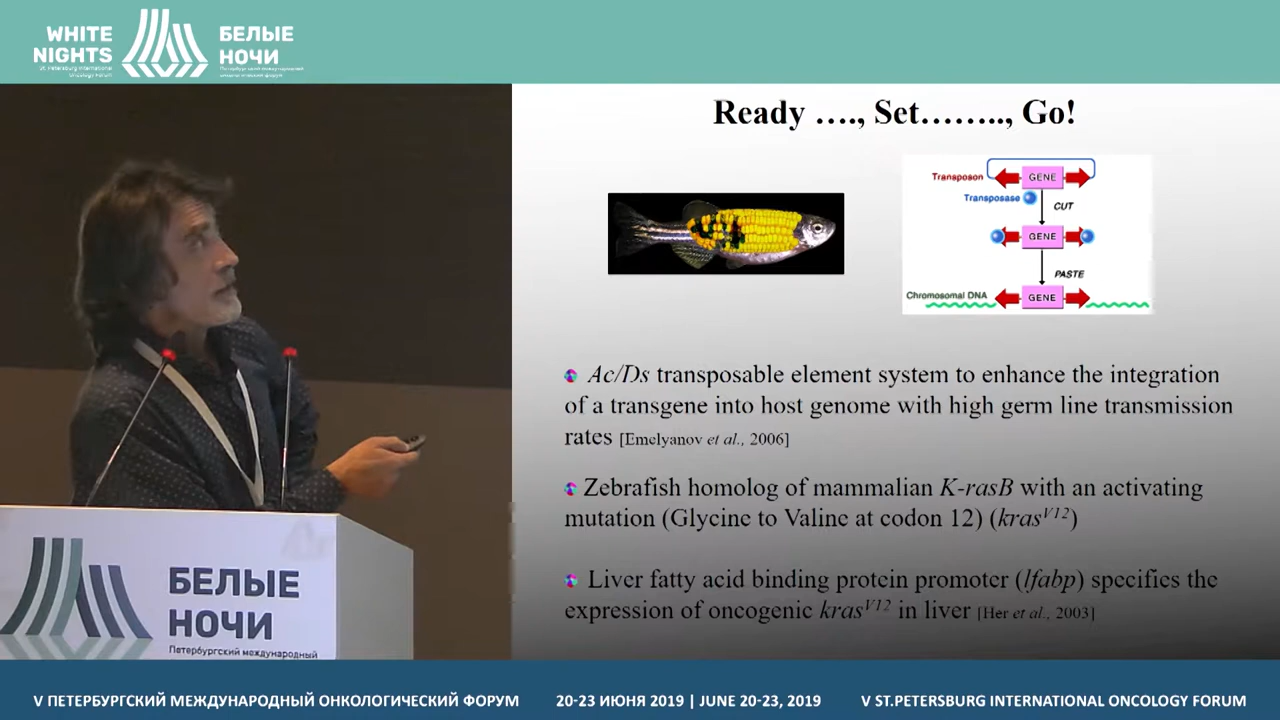 WHITE
NIGHTS
St. Petersburg International
Oncology Forum
БЕЛЫЕ
НОЧИ
Петербургский международный
онкологический форум
Ready …., Set…….., Go!
Transposon
GENE
Transposase
CUT
GENE
PASTE
Chromosomal DNA
GENE
Ac/Ds transposable element system to enhance the integration
of a transgene into host genome with high germ line transmission
rates [Emelyanov et al., 2006]
Zebrafish homolog of mammalian K-rasB with an activating
mutation (Glycine to Valine at codon 12) (krasV12)
Liver fatty acid binding protein promoter (lfabp) specifies the
expression of oncogenic krasV12 in liver [Her et al., 2003]
БЕЛЫЕ
НОЧИ
Петербургский международный
V ПЕТЕРБУРГСКИЙ МЕЖДУНАРОДНЫЙ ОНКОЛОГИЧЕСКИЙ ФОРУМ
20-23 ИЮНЯ 2019 | JUNE 20-23, 2019
V ST.PETERSBURG INTERNATIONAL ONCOLOGY FORUM